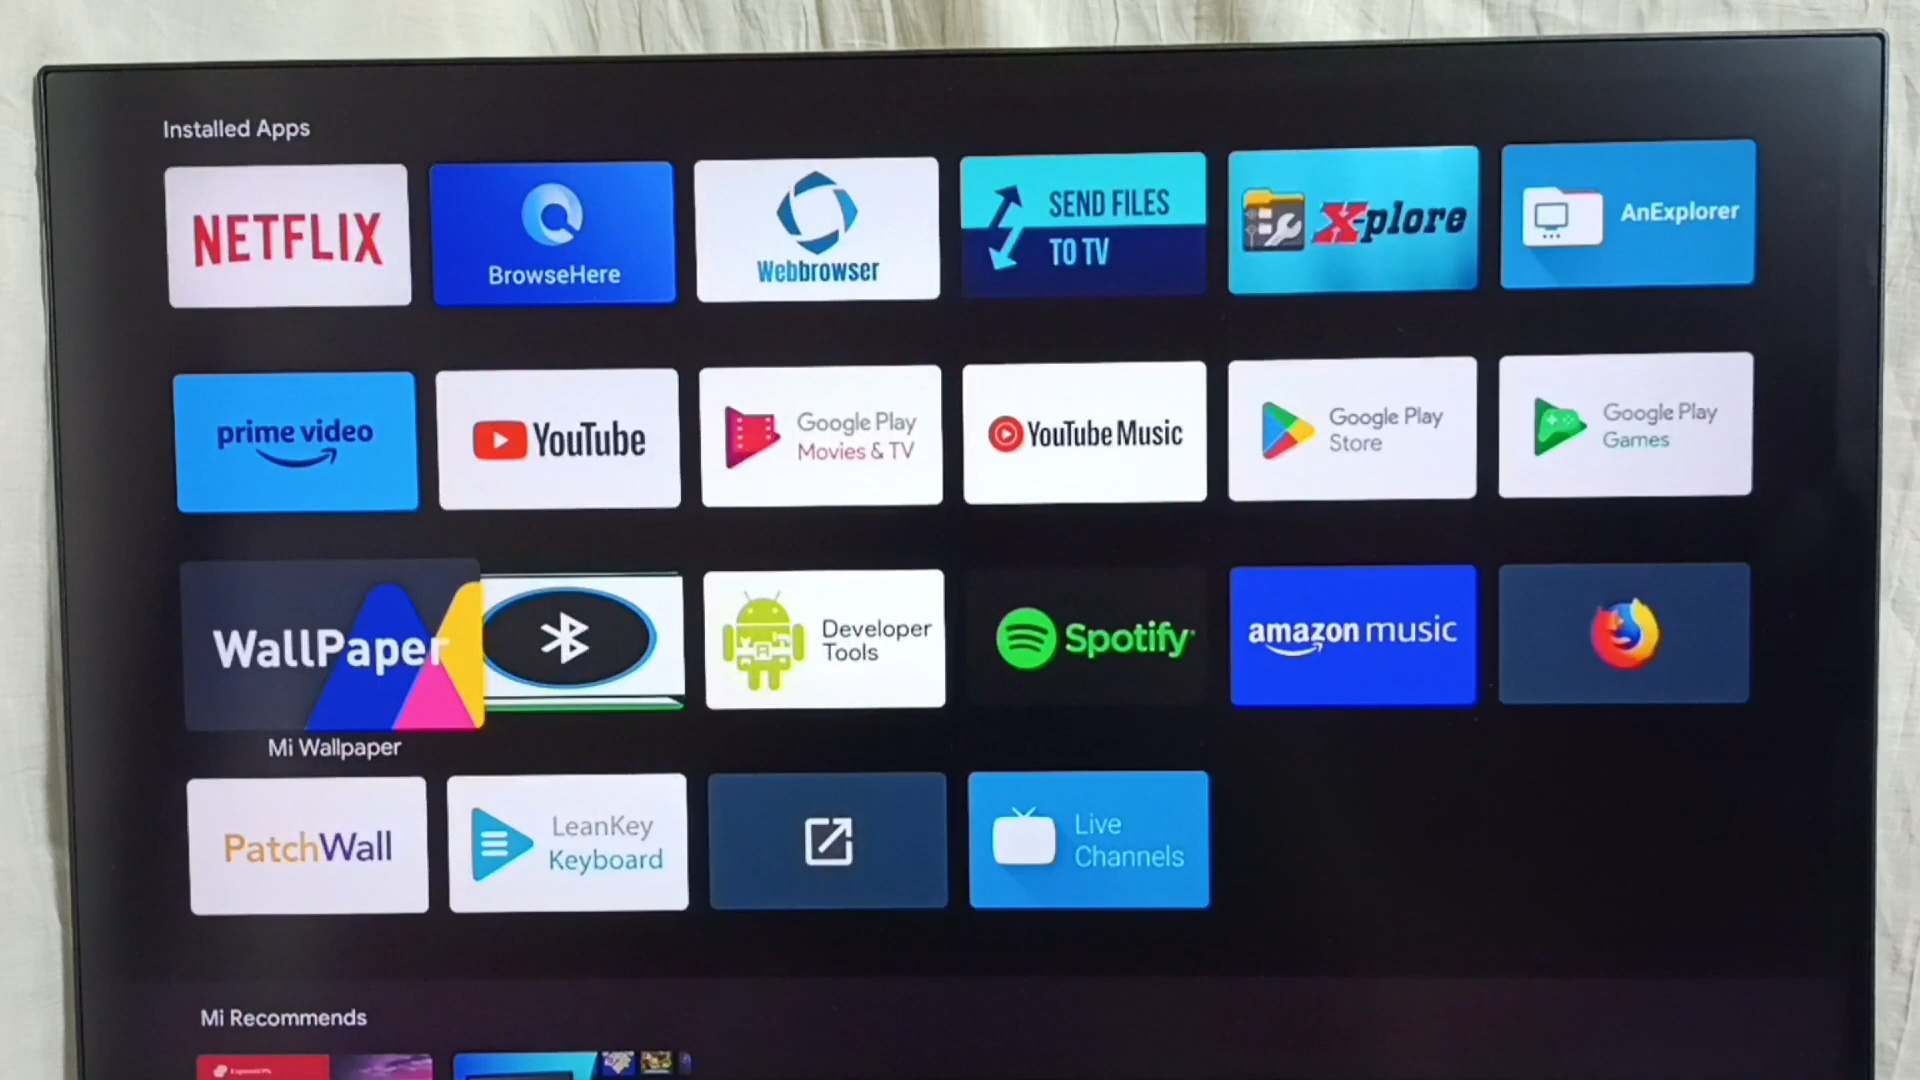 Installed Apps
NETFLIX
BrowseHere
Webbrowser
SEND FILES
TO TV
X-plore
AnExplorer
prime video
YouTube
Google Play
Movies & TV
YouTube Music
Google Play
Store
Google Play
Games
WallPaper
Mi Wallpaper
Developer
Tools
Spotify
amazon music
PatchWall
LeanKey
Keyboard
Live
Channels
Mi Recommends